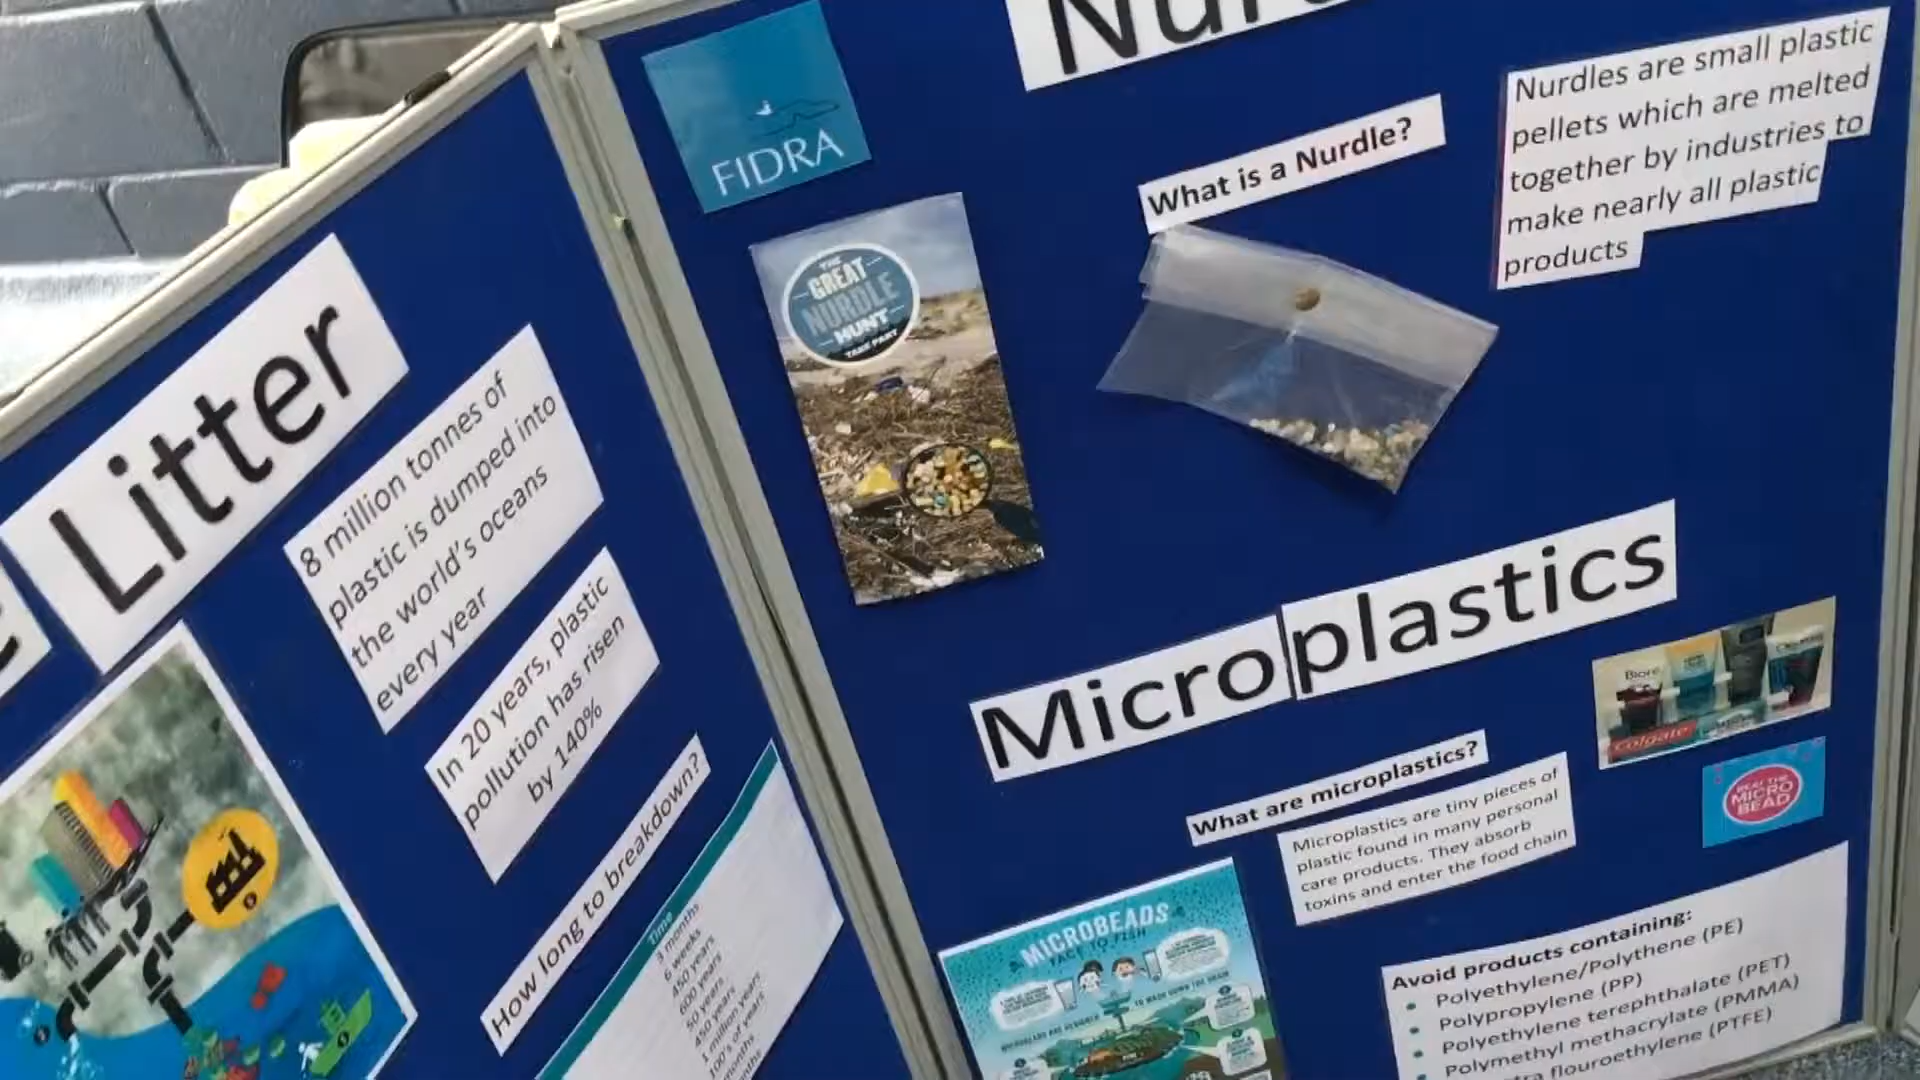 Litter
8 million tonnes of
plastic is dumped into
the world's oceans
every year
In 20 years, plastic
pollution has risen
by 140%
How long to breakdown?
Time
3 months
6 weeks
450 years
600 years
50 years
450 years
1 million years
100's of years
months
FIDRA
THE
GREAT
NURDLE
HUNT
TAKE PART
What is a Nurdle?
Nurdles are small plastic
pellets which are melted
together by industries to
make nearly all plastic
products
Microplastics
What are microplastics?
Microplastics are tiny pieces of
plastic found in many personal
care products. They absorb
toxins and enter the food chain
Biore
Colgate
BEAT THE
MICRO
BEAD
MICROBEADS
FACE TO FISH
Avoid products containing:
• Polyethylene/Polythene (PE)
• Polypropylene (PP)
• Polyethylene terephthalate (PET)
• Polymethyl methacrylate (PMMA)
flouroethylene (PTFE)